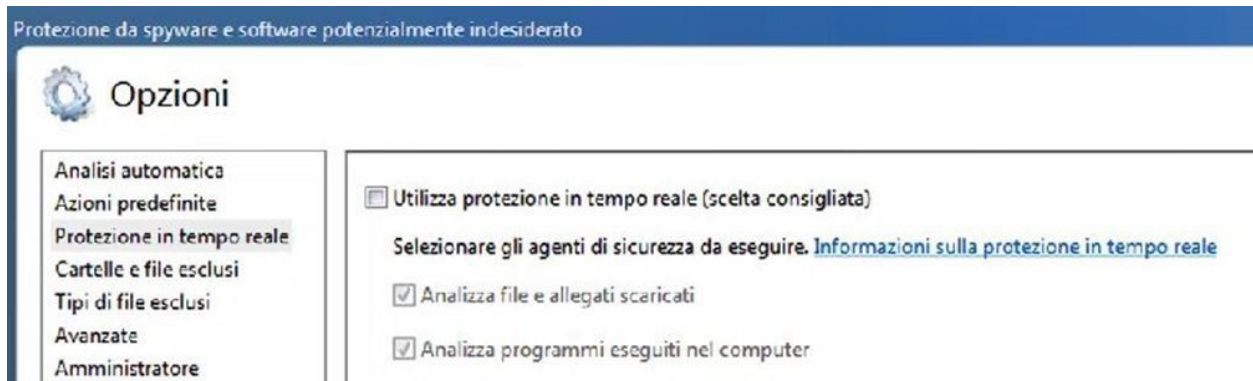 Protezione da spyware e software potenzialmente indesiderato
Opzioni
Analisi automatica
Azioni predefinite
Protezione in tempo reale
Cartelle e file esclusi
Tipi di file esclusi
Avanzate
Amministratore
Utilizza protezione in tempo reale (scelta consigliata)
Selezionare gli agenti di sicurezza da eseguire. Informazioni sulla protezione in tempo reale
Analizza file e allegati scaricati
Analizza programmi eseguiti nel computer